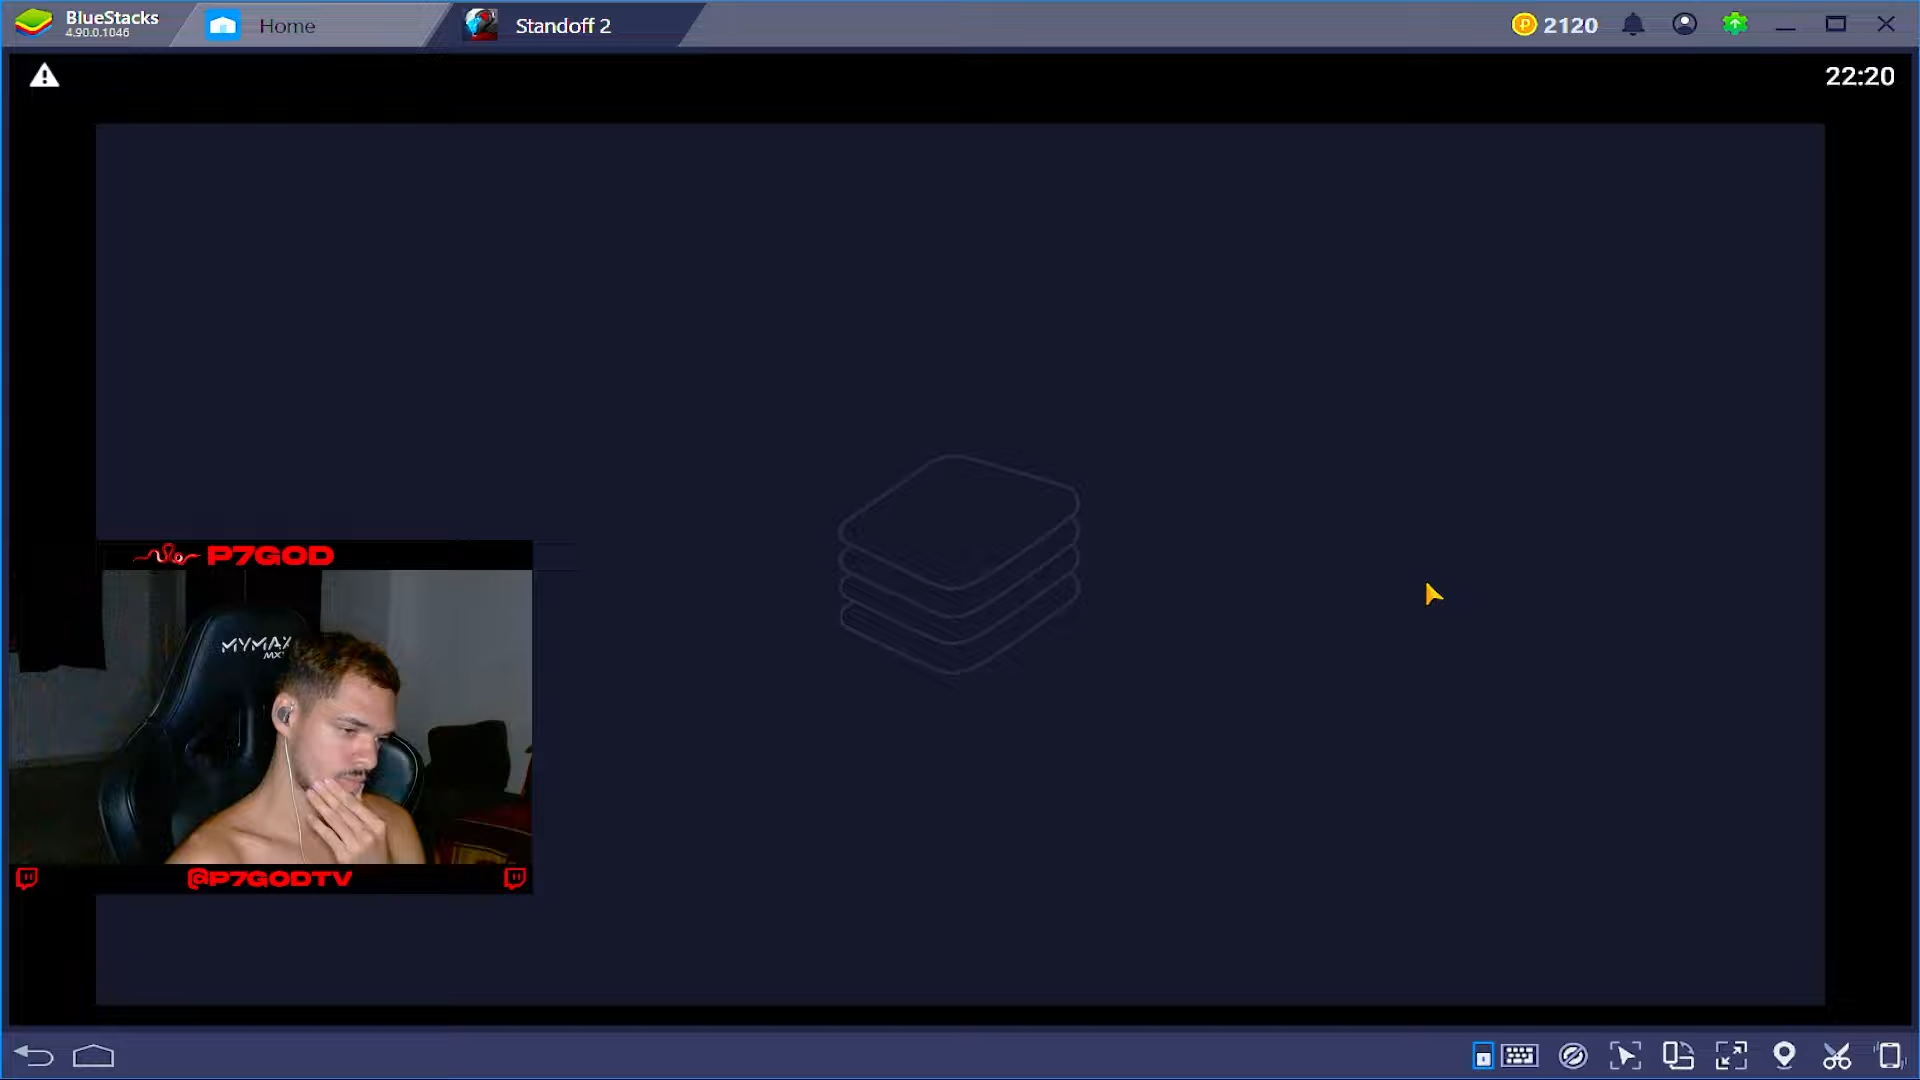 BlueStacks
4.90.0.1046
Home
Standoff 2
2120
22:20
P7GOD
MYMAX
MX
@P7GODTV